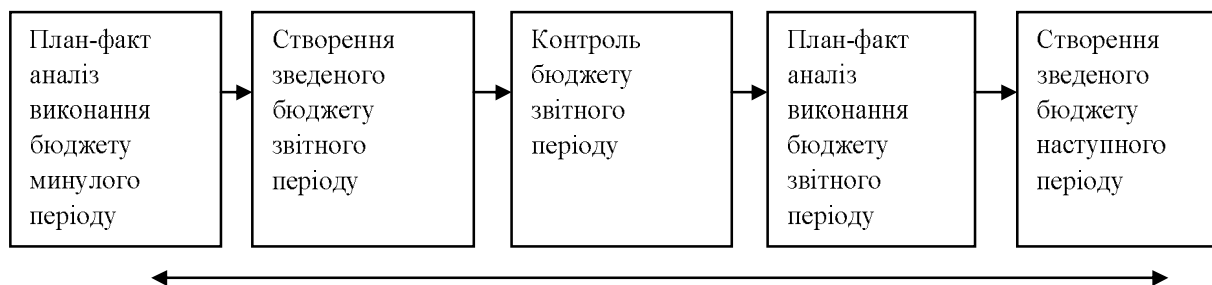 План-факт
аналіз
виконання
бюджету
минулого
періоду
Створення
зведеного
бюджету
звітного
періоду
Контроль
бюджету
звітного
періоду
План-факт
аналіз
виконання
бюджету
звітного
періоду
Створення
зведеного
бюджету
наступного
періоду